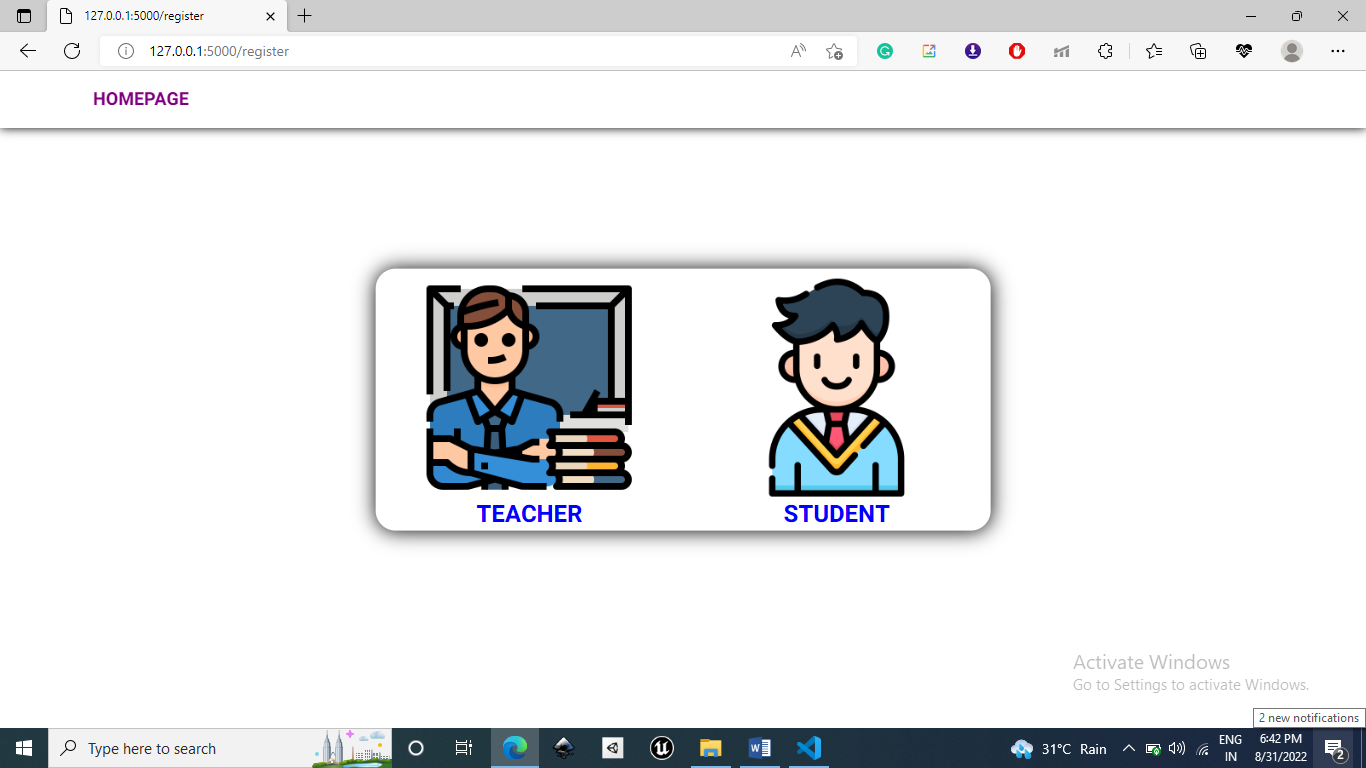 127.0.0.1:5000/register
127.0.0.1:5000/register
HOMEPAGE
TEACHER
STUDENT
Activate Windows
Go to Settings to activate Windows.
2 new notifications
Type here to search
31°C Rain
ENG
IN
6:42 PM
8/31/2022
2